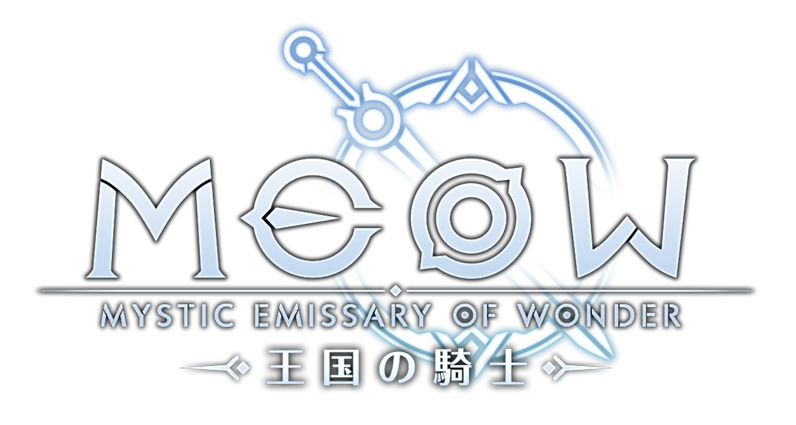 MEOW
MYSTIC EMISSARY OF WONDER
王国の騎士